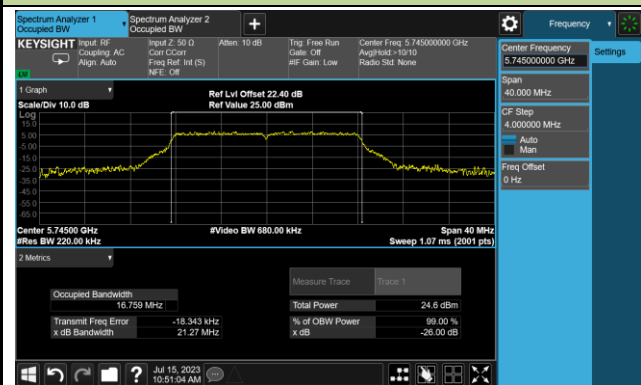 Spectrum Analyzer 1
Occupied BW
Spectrum Analyzer 2
Occupied BW
+
Frequency
KEYSIGHT
Input: RF
Coupling: AC
Align: Auto
Input Z: 50 Ω
Corr CCorr
Freq Ref: Int (S)
NFE: Off
Atten: 10 dB
Trig: Free Run
Gate: Off
#IF Gain: Low
Center Freq: 5.745000000 GHz
Avg|Hold:>10/10
Radio Std: None
Center Frequency
5.745000000 GHz
Settings
Span
40.000 MHz
CF Step
4.000000 MHz
Auto
Man
Freq Offset
0 Hz
1 Graph
Scale/Div 10.0 dB
Ref Lvl Offset 22.40 dB
Ref Value 25.00 dBm
Log
15.0
5.00
-5.00
-15.0
-25.0
-35.0
-45.0
-55.0
-65.0
Center 5.74500 GHz
#Res BW 220.00 kHz
#Video BW 680.00 kHz
Span 40 MHz
Sweep 1.07 ms (2001 pts)
2 Metrics
Measure Trace
Trace 1
Occupied Bandwidth
16.759 MHz
Total Power
24.6 dBm
Transmit Freq Error
-18.343 kHz
% of OBW Power
99.00 %
x dB Bandwidth
21.27 MHz
x dB
-26.00 dB
?
Jul 15, 2023
10:51:04 AM